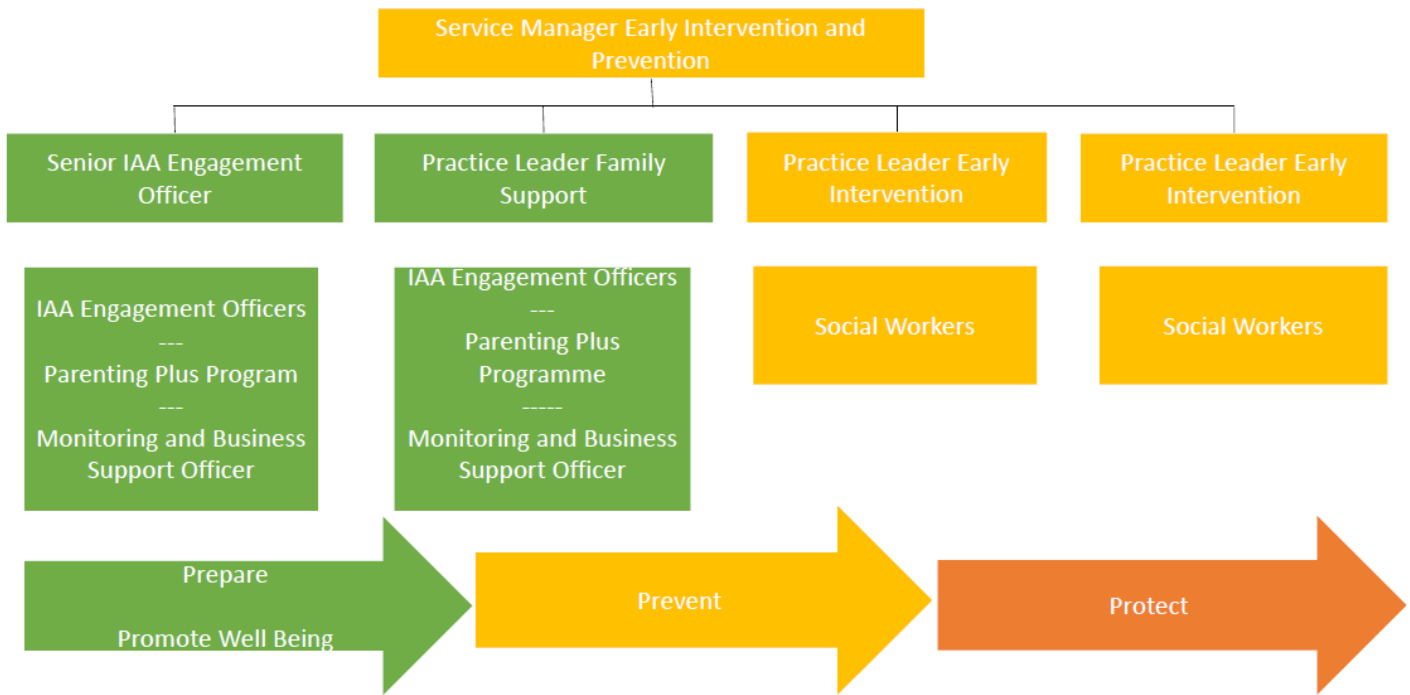 Service Manager Early Intervention and
Prevention
Senior IAA Engagement
Officer
Practice Leader Family
Support
Practice Leader Early
Intervention
Practice Leader Early
Intervention
IAA Engagement Officers
---
Parenting Plus Program
---
Monitoring and Business
Support Officer
IAA Engagement Officers
---
Parenting Plus
Programme
-----
Monitoring and Business
Support Officer
Social Workers
Social Workers
Prepare
Promote Well Being
Prevent
Protect